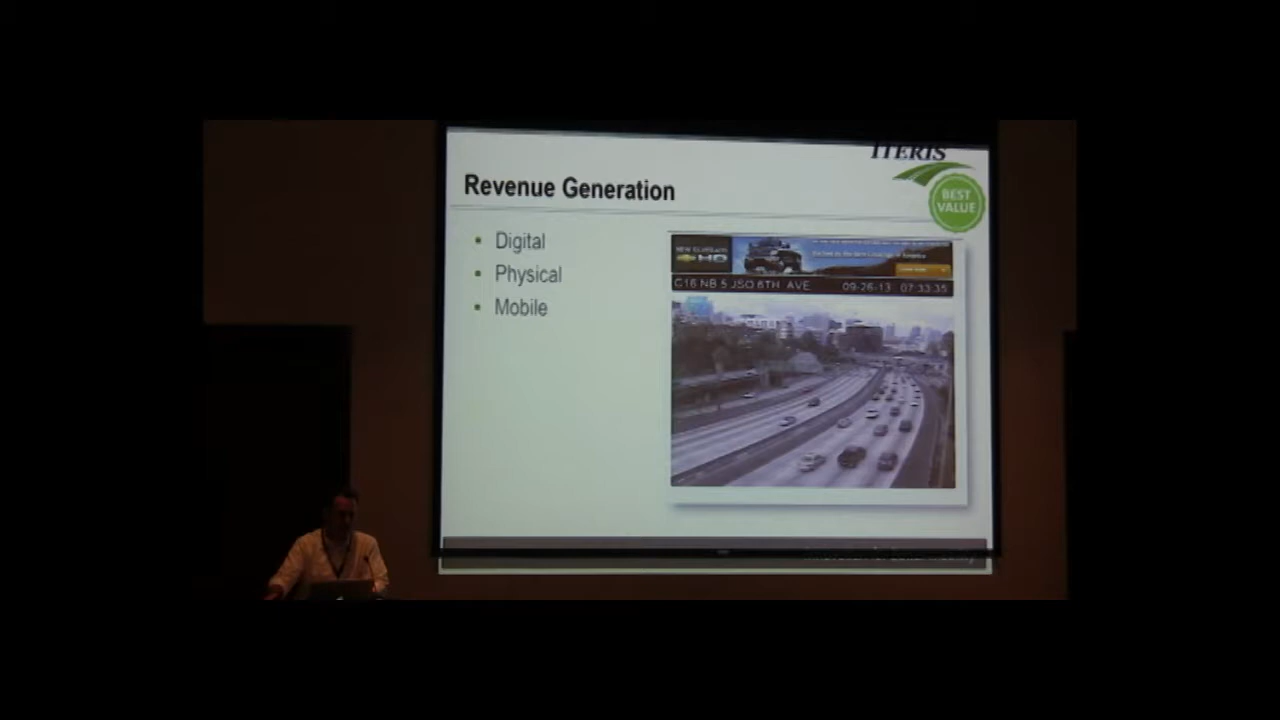 ITERIS
BEST
VALUE
Revenue Generation
Digital
Physical
Mobile
HD
C16 NB 5 JSO 6TH AVE 09-26-13 07:33:35